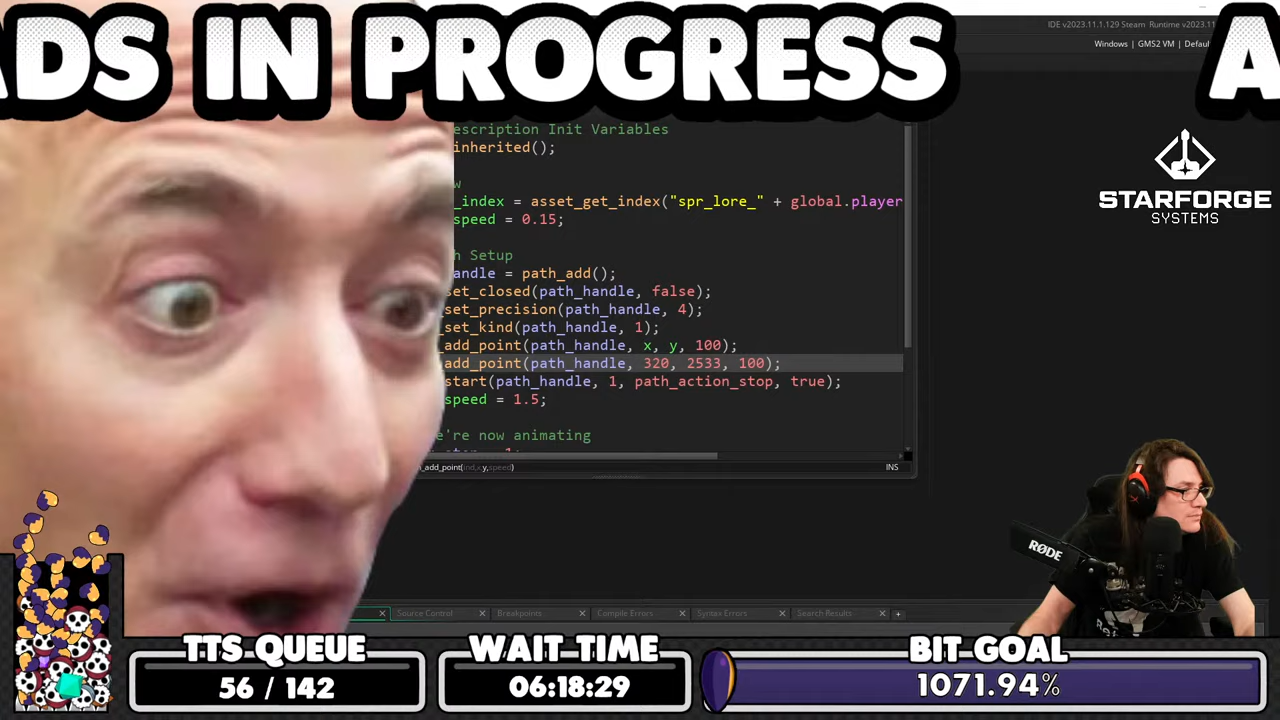 ADS IN PROGRESS
A
IDE v2023.11.1.129 Steam Runtime v2023.11
Windows | GMS2 VM | Defaul
escription Init Variables
inherited();
w
_index = asset_get_index("spr_lore_" + global.player
speed = 0.15;
h Setup
andle = path_add();
set_closed(path_handle, false);
_set_precision(path_handle, 4);
_set_kind(path_handle, 1);
_add_point(path_handle, x, y, 100);
add_point(path_handle, 320, 2533, 100);
start(path_handle, 1, path_action_stop, true);
speed = 1.5;
e're now animating
_add_point(ind,x,y,speed)
INS
STARFORGE
SYSTEMS
RØDE
Source Control
Breakpoints
Compile Errors
Syntax Errors
Search Results
TTS QUEUE
56 / 142
WAIT TIME
06:18:29
BIT GOAL
1071.94%